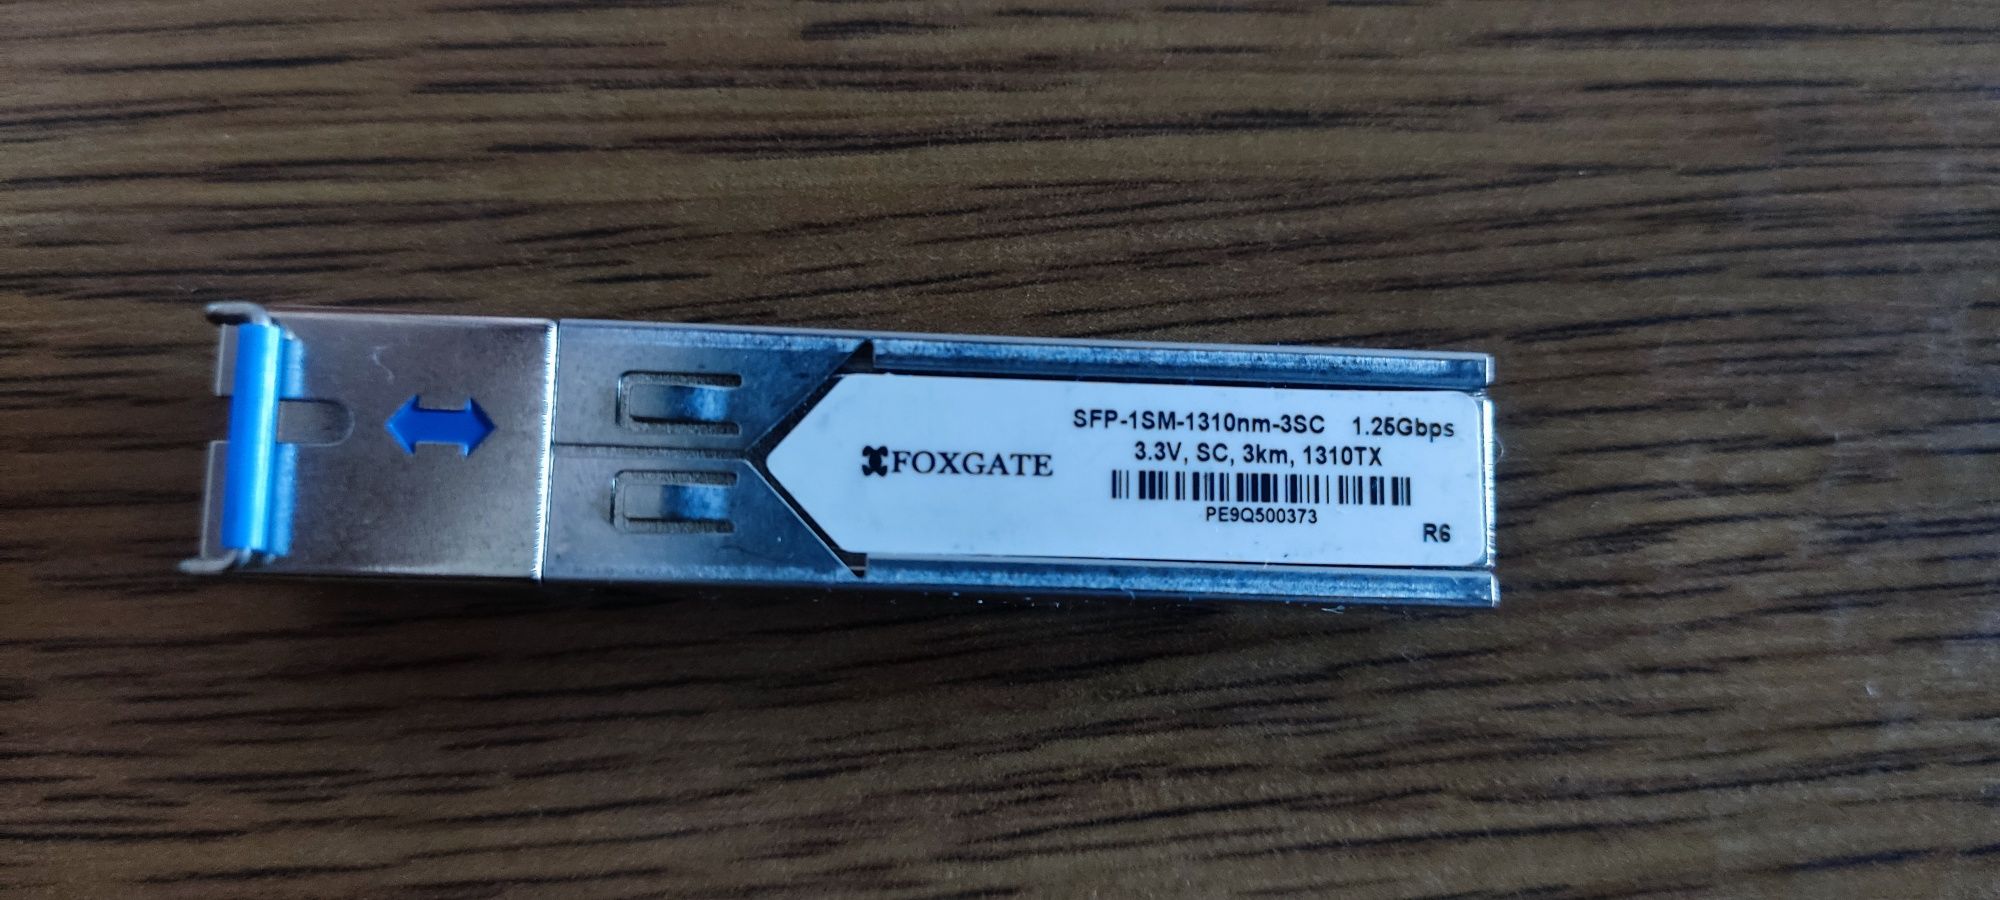 FOXGATE
SFP-1SM-1310nm-3SC 1.25Gbps
3.3V, SC, 3km, 1310TX
PE9Q500373
R6